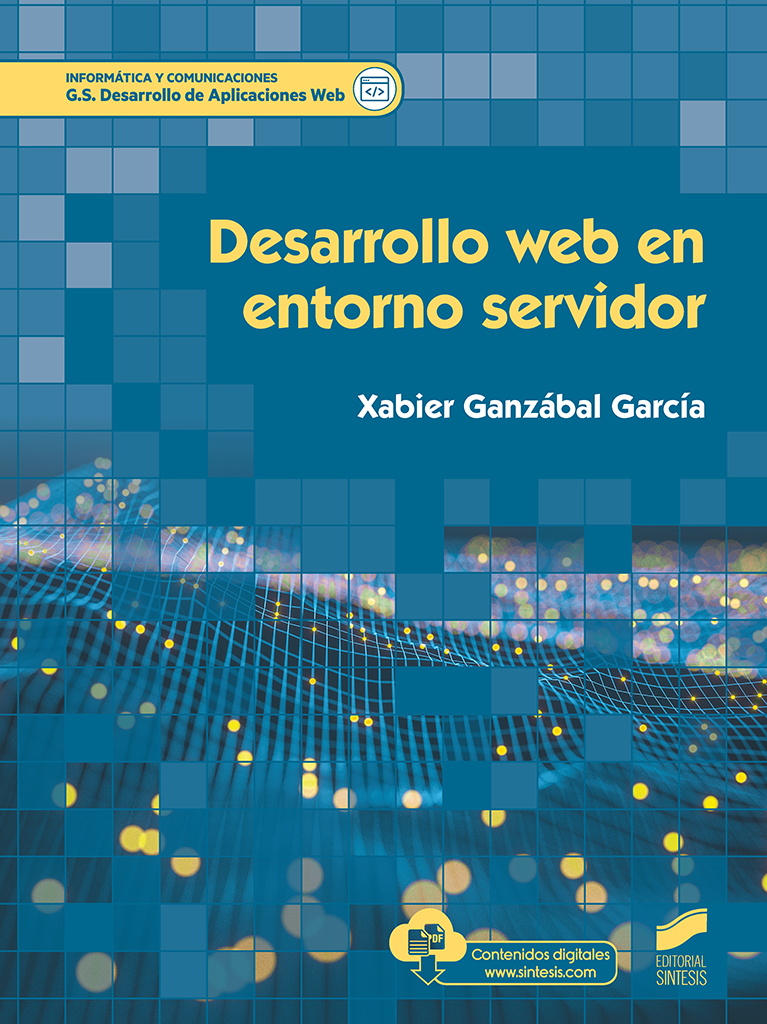 INFORMÁTICA Y COMUNICACIONES
G.S. Desarrollo de Aplicaciones Web
</>
Desarrollo web en
entorno servidor
Xabier Ganzábal García
PDF
Contenidos digitales
www.sintesis.com
EDITORIAL
SINTESIS